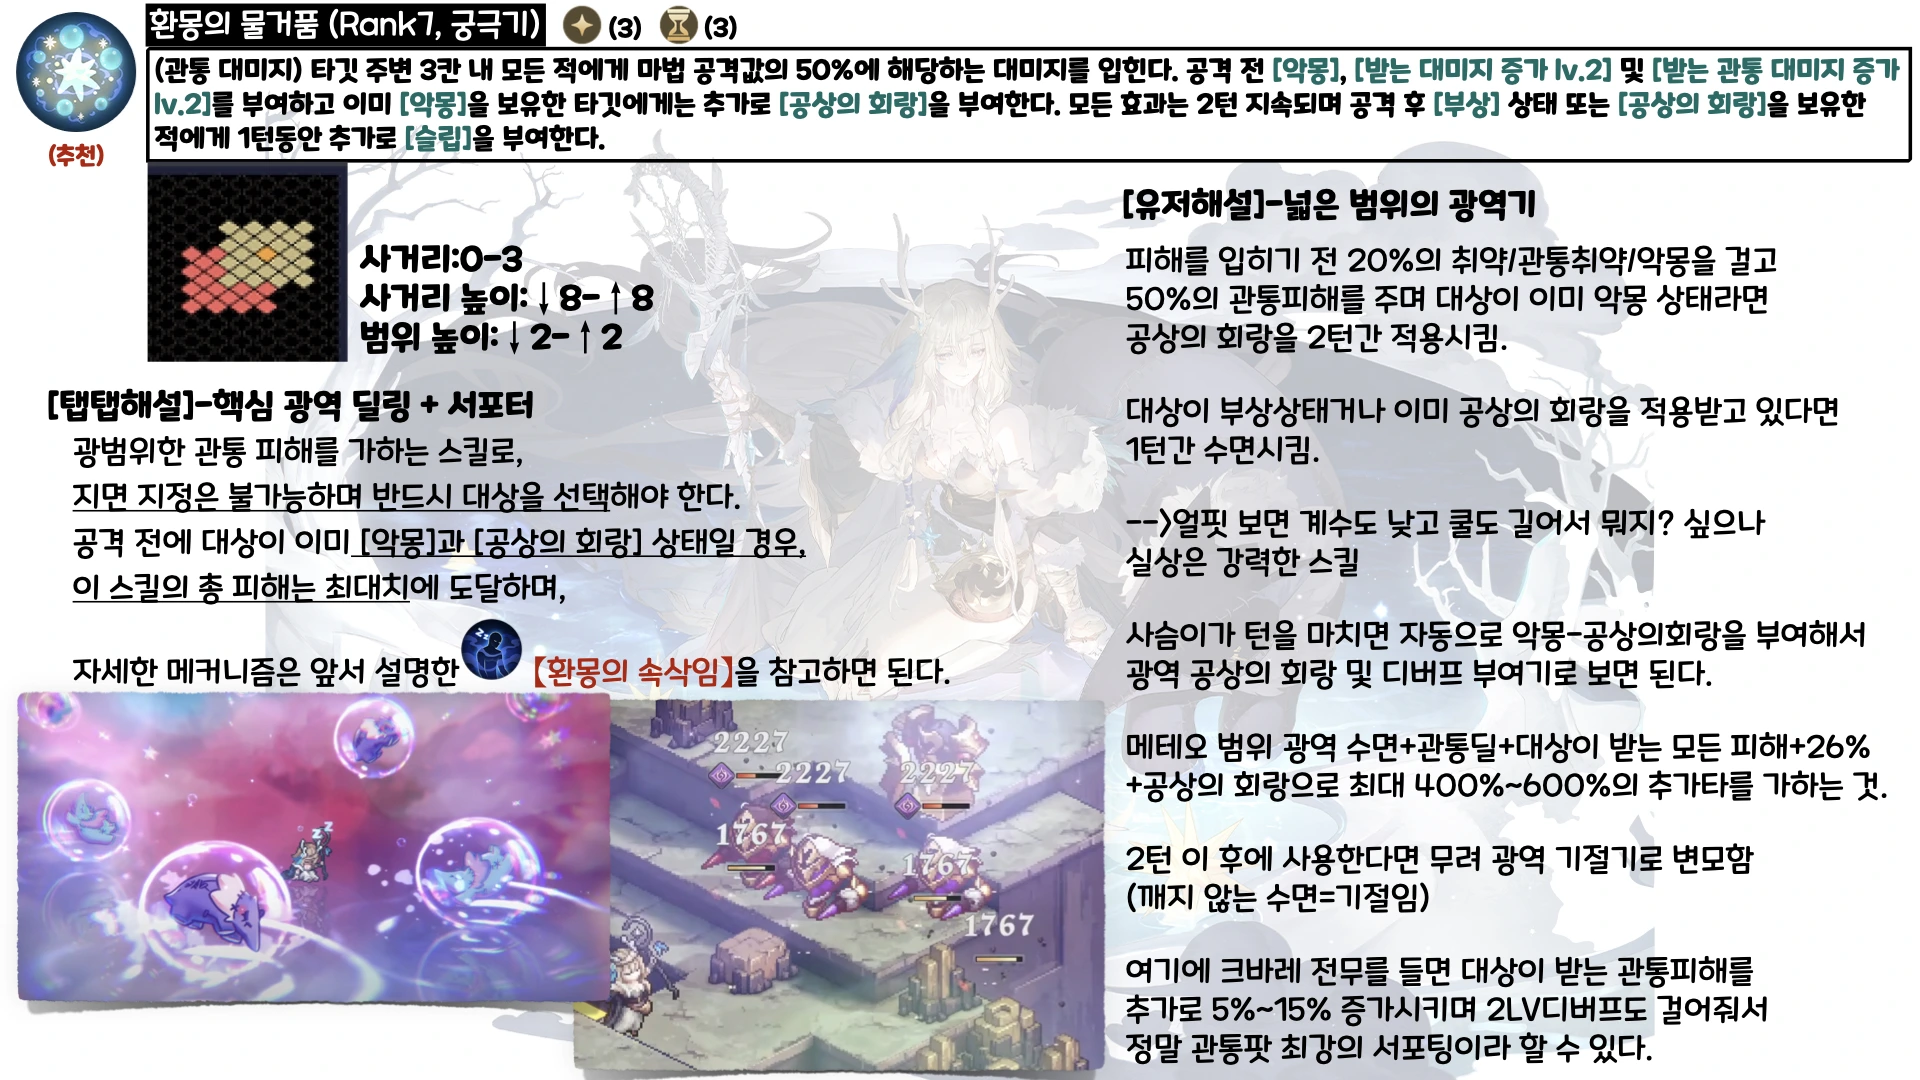 환몽의 물거품 (Rank7, 궁극기) (3) (3)
(추천)
(관통 대미지) 타깃 주변 3칸 내 모든 적에게 마법 공격값의 50%에 해당하는 대미지를 입힌다. 공격 전 [악몽], [받는 대미지 증가 lv.2] 및 [받는 관통 대미지 증가
lv.2]를 부여하고 이미 [악몽]을 보유한 타깃에게는 추가로 [공상의 회랑]을 부여한다. 모든 효과는 2턴 지속되며 공격 후 [부상] 상태 또는 [공상의 회랑]을 보유한
적에게 1턴동안 추가로 [슬립]을 부여한다.
사거리:0-3
사거리 높이:↓8-↑8
범위 높이:↓2-↑2
[탭탭해설]-핵심 광역 딜링 + 서포터
광범위한 관통 피해를 가하는 스킬로,
지면 지정은 불가능하며 반드시 대상을 선택해야 한다.
공격 전에 대상이 이미 [악몽]과 [공상의 회랑] 상태일 경우,
이 스킬의 총 피해는 최대치에 도달하며,
자세한 메커니즘은 앞서 설명한 【환몽의 속삭임】을 참고하면 된다.
2227
2227
2227
1767
1767
1767
[유저해설]-넓은 범위의 광역기
피해를 입히기 전 20%의 취약/관통취약/악몽을 걸고
50%의 관통피해를 주며 대상이 이미 악몽 상태라면
공상의 회랑을 2턴간 적용시킴.
대상이 부상상태거나 이미 공상의 회랑을 적용받고 있다면
1턴간 수면시킴.
-->얼핏 보면 계수도 낮고 쿨도 길어서 뭐지? 싶으나
실상은 강력한 스킬
사슴이가 턴을 마치면 자동으로 악몽-공상의회랑을 부여해서
광역 공상의 회랑 및 디버프 부여기로 보면 된다.
메테오 범위 광역 수면+관통딜+대상이 받는 모든 피해+26%
+공상의 회랑으로 최대 400%~600%의 추가타를 가하는 것.
2턴 이 후에 사용한다면 무려 광역 기절기로 변모함
(깨지 않는 수면=기절임)
여기에 크바레 전무를 들면 대상이 받는 관통피해를
추가로 5%~15% 증가시키며 2LV디버프도 걸어줘서
정말 관통팟 최강의 서포팅이라 할 수 있다.